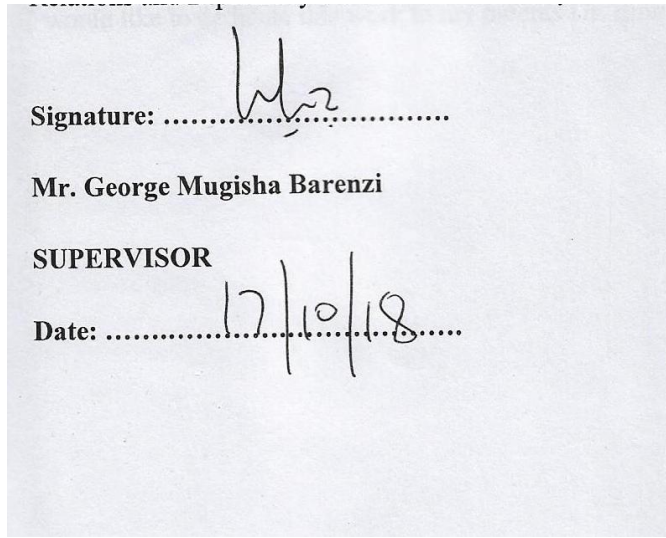 Signature: ..................................
Mr. George Mugisha Barenzi
SUPERVISOR
Date: ............17/10/18......